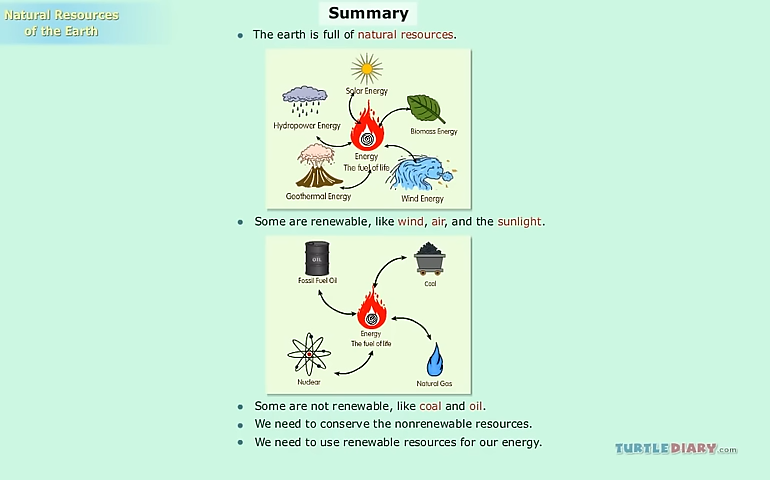 Natural Resources
of the Earth
Summary
The earth is full of natural resources.
Solar Energy
Hydropower Energy
Biomass Energy
Energy
The fuel of life
Geothermal Energy
Wind Energy
Some are renewable, like wind, air, and the sunlight.
OIL
Fossil Fuel Oil
Coal
Energy
The fuel of life
Nuclear
Natural Gas
Some are not renewable, like coal and oil.
We need to conserve the nonrenewable resources.
We need to use renewable resources for our energy.
TURTLEDIARY.com